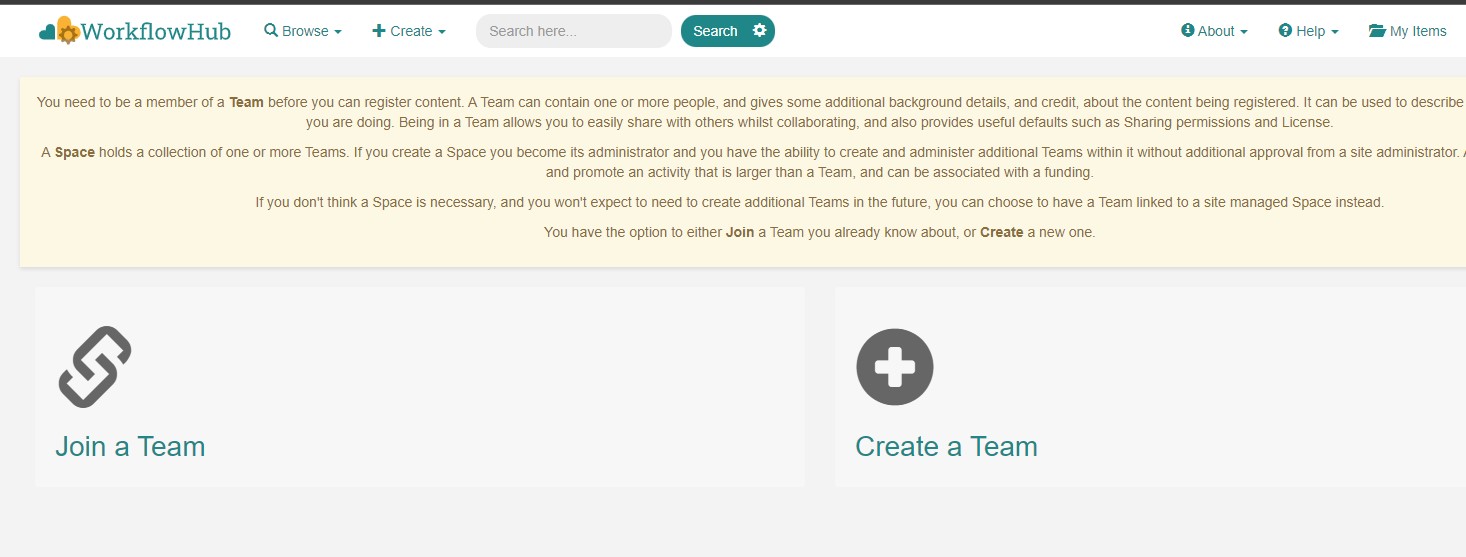 WorkflowHub Browse Create Search here... Search About Help My Items
You need to be a member of a Team before you can register content. A Team can contain one or more people, and gives some additional background details, and credit, about the content being registered. It can be used to describe
you are doing. Being in a Team allows you to easily share with others whilst collaborating, and also provides useful defaults such as Sharing permissions and License.
A Space holds a collection of one or more Teams. If you create a Space you become its administrator and you have the ability to create and administer additional Teams within it without additional approval from a site administrator.
and promote an activity that is larger than a Team, and can be associated with a funding.
If you don't think a Space is necessary, and you won't expect to need to create additional Teams in the future, you can choose to have a Team linked to a site managed Space instead.
You have the option to either Join a Team you already know about, or Create a new one.
Join a Team
Create a Team